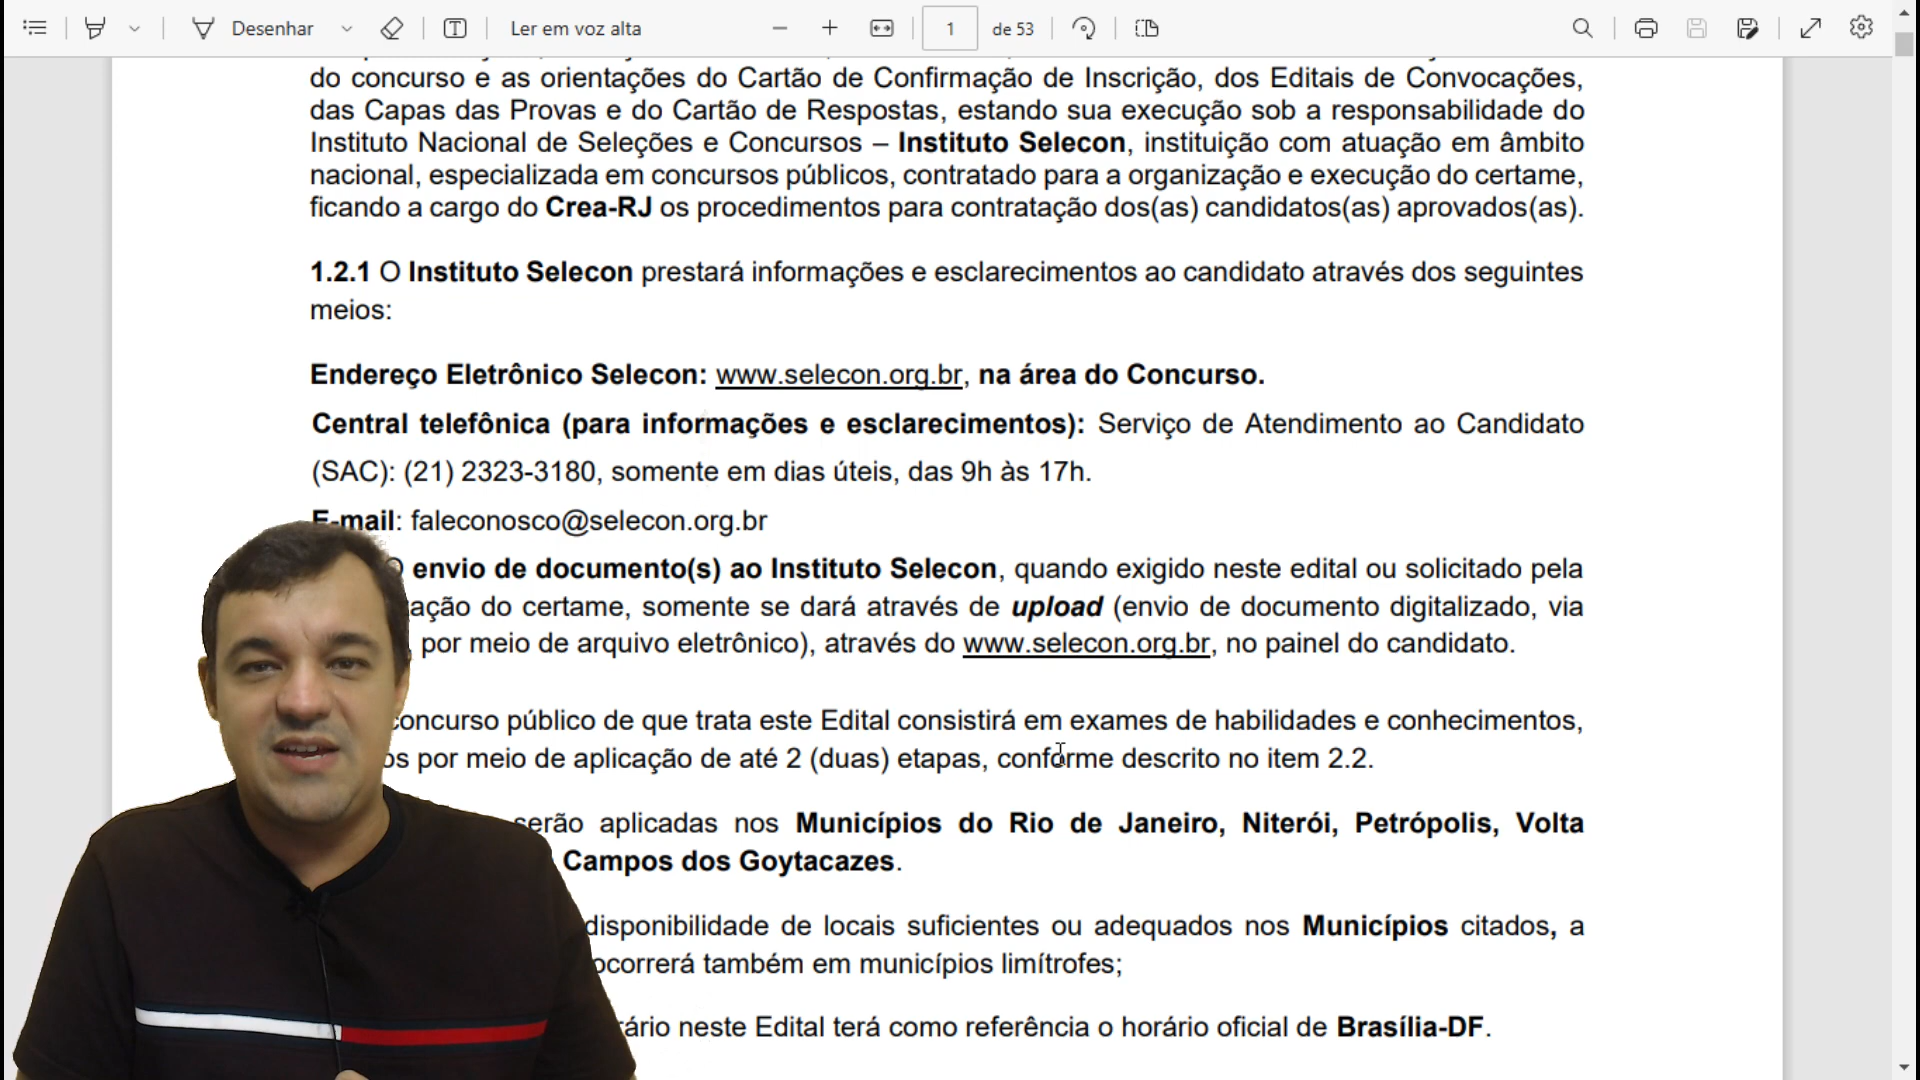 Desenhar
Ler em voz alta
1
de 53
do concurso e as orientações do Cartão de Confirmação de Inscrição, dos Editais de Convocações,
das Capas das Provas e do Cartão de Respostas, estando sua execução sob a responsabilidade do
Instituto Nacional de Seleções e Concursos – Instituto Selecon, instituição com atuação em âmbito
nacional, especializada em concursos públicos, contratado para a organização e execução do certame,
ficando a cargo do Crea-RJ os procedimentos para contratação dos(as) candidatos(as) aprovados(as).
1.2.1 O Instituto Selecon prestará informações e esclarecimentos ao candidato através dos seguintes
meios:
Endereço Eletrônico Selecon: www.selecon.org.br, na área do Concurso.
Central telefônica (para informações e esclarecimentos): Serviço de Atendimento ao Candidato
(SAC): (21) 2323-3180, somente em dias úteis, das 9h às 17h.
E-mail: faleconosco@selecon.org.br
O envio de documento(s) ao Instituto Selecon, quando exigido neste edital ou solicitado pela
ação do certame, somente se dará através de upload (envio de documento digitalizado, via
, por meio de arquivo eletrônico), através do www.selecon.org.br, no painel do candidato.
concurso público de que trata este Edital consistirá em exames de habilidades e conhecimentos,
os por meio de aplicação de até 2 (duas) etapas, conforme descrito no item 2.2.
serão aplicadas nos Municípios do Rio de Janeiro, Niterói, Petrópolis, Volta
Campos dos Goytacazes.
disponibilidade de locais suficientes ou adequados nos Municípios citados, a
ocorrerá também em municípios limítrofes;
rário neste Edital terá como referência o horário oficial de Brasília-DF.